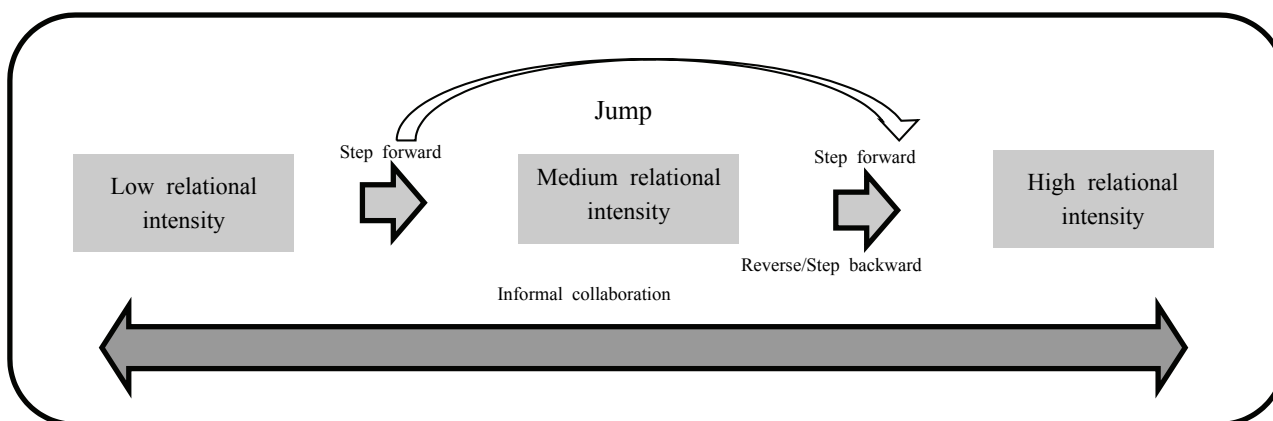 Jump
Step forward
Step forward
Low relational
intensity
Medium relational
intensity
High relational
intensity
Reverse/Step backward
Informal collaboration